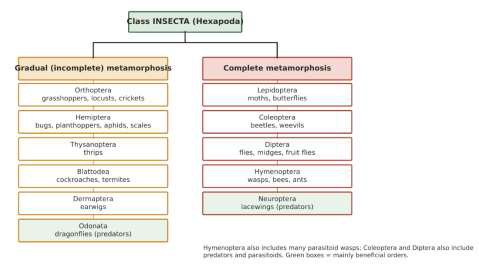 Class INSECTA (Hexapoda)
Gradual (incomplete) metamorphosis
Orthoptera
grasshoppers, locusts, crickets
Hemiptera
bugs, planthoppers, aphids, scales
Thysanoptera
thrips
Blattodea
cockroaches, termites
Dermaptera
earwigs
Odonata
dragonflies (predators)
Complete metamorphosis
Lepidoptera
moths, butterflies
Coleoptera
beetles, weevils
Diptera
flies, midges, fruit flies
Hymenoptera
wasps, bees, ants
Neuroptera
lacewings (predators)
Hymenoptera also includes many parasitoid wasps; Coleoptera and Diptera also include
predators and parasitoids. Green boxes = mainly beneficial orders.